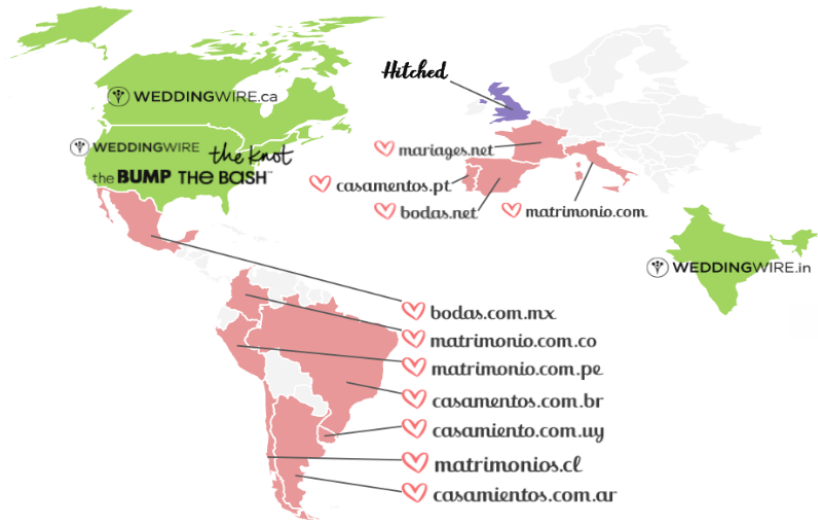 Hitched
WEDDINGWIRE.ca
WEDDINGWIRE
the knot
the BUMP THE BASH
mariages.net
casamentos.pt
bodas.net
matrimonio.com
WEDDINGWIRE.in
bodas.com.mx
matrimonio.com.co
matrimonio.com.pe
casamentos.com.br
casamiento.com.uy
matrimonios.cl
casamientos.com.ar